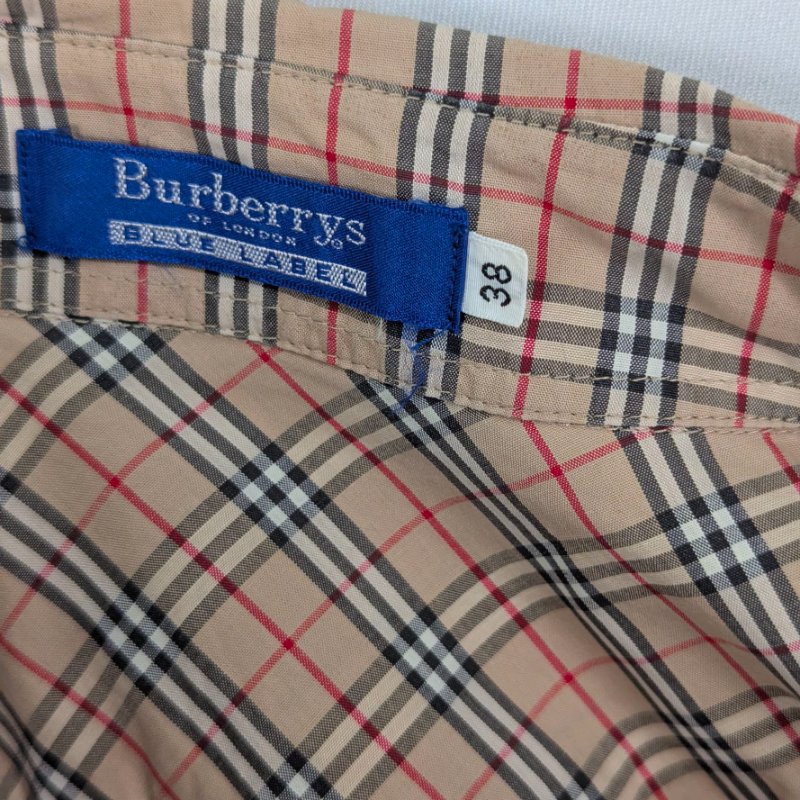 Burberrys
OF LONDON®
BLUE LABEL
38